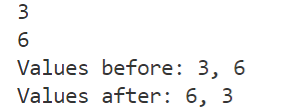 3
6
Values before: 3, 6
Values after: 6, 3